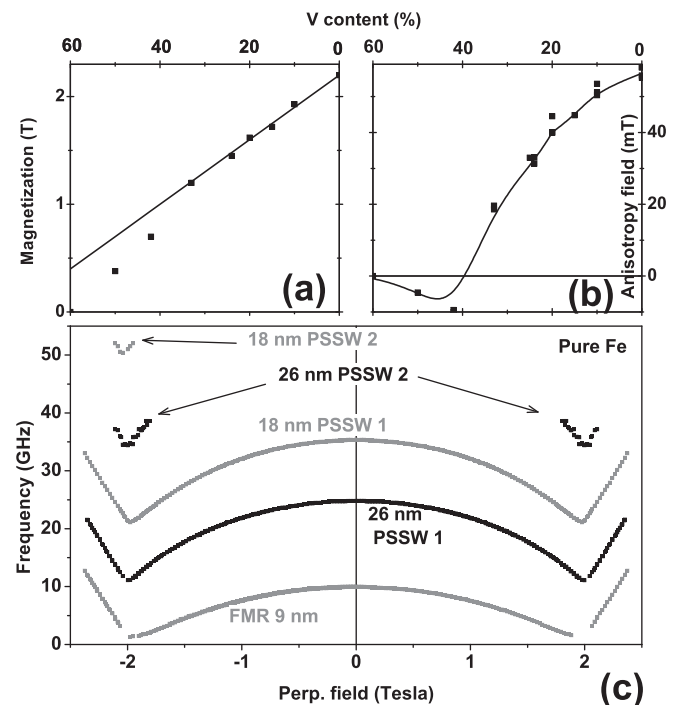 V content (%)
60 40 20 0 60 40 20 0
2
1
0
Magnetization (T)
(a)
40
20
0
Anisotropy field (mT)
(b)
18 nm PSSW 2
Pure Fe
26 nm PSSW 2
18 nm PSSW 1
26 nm
PSSW 1
FMR 9 nm
50
40
30
20
10
0
Frequency (GHz)
-2 -1 0 1 2
Perp. field (Tesla)
(c)